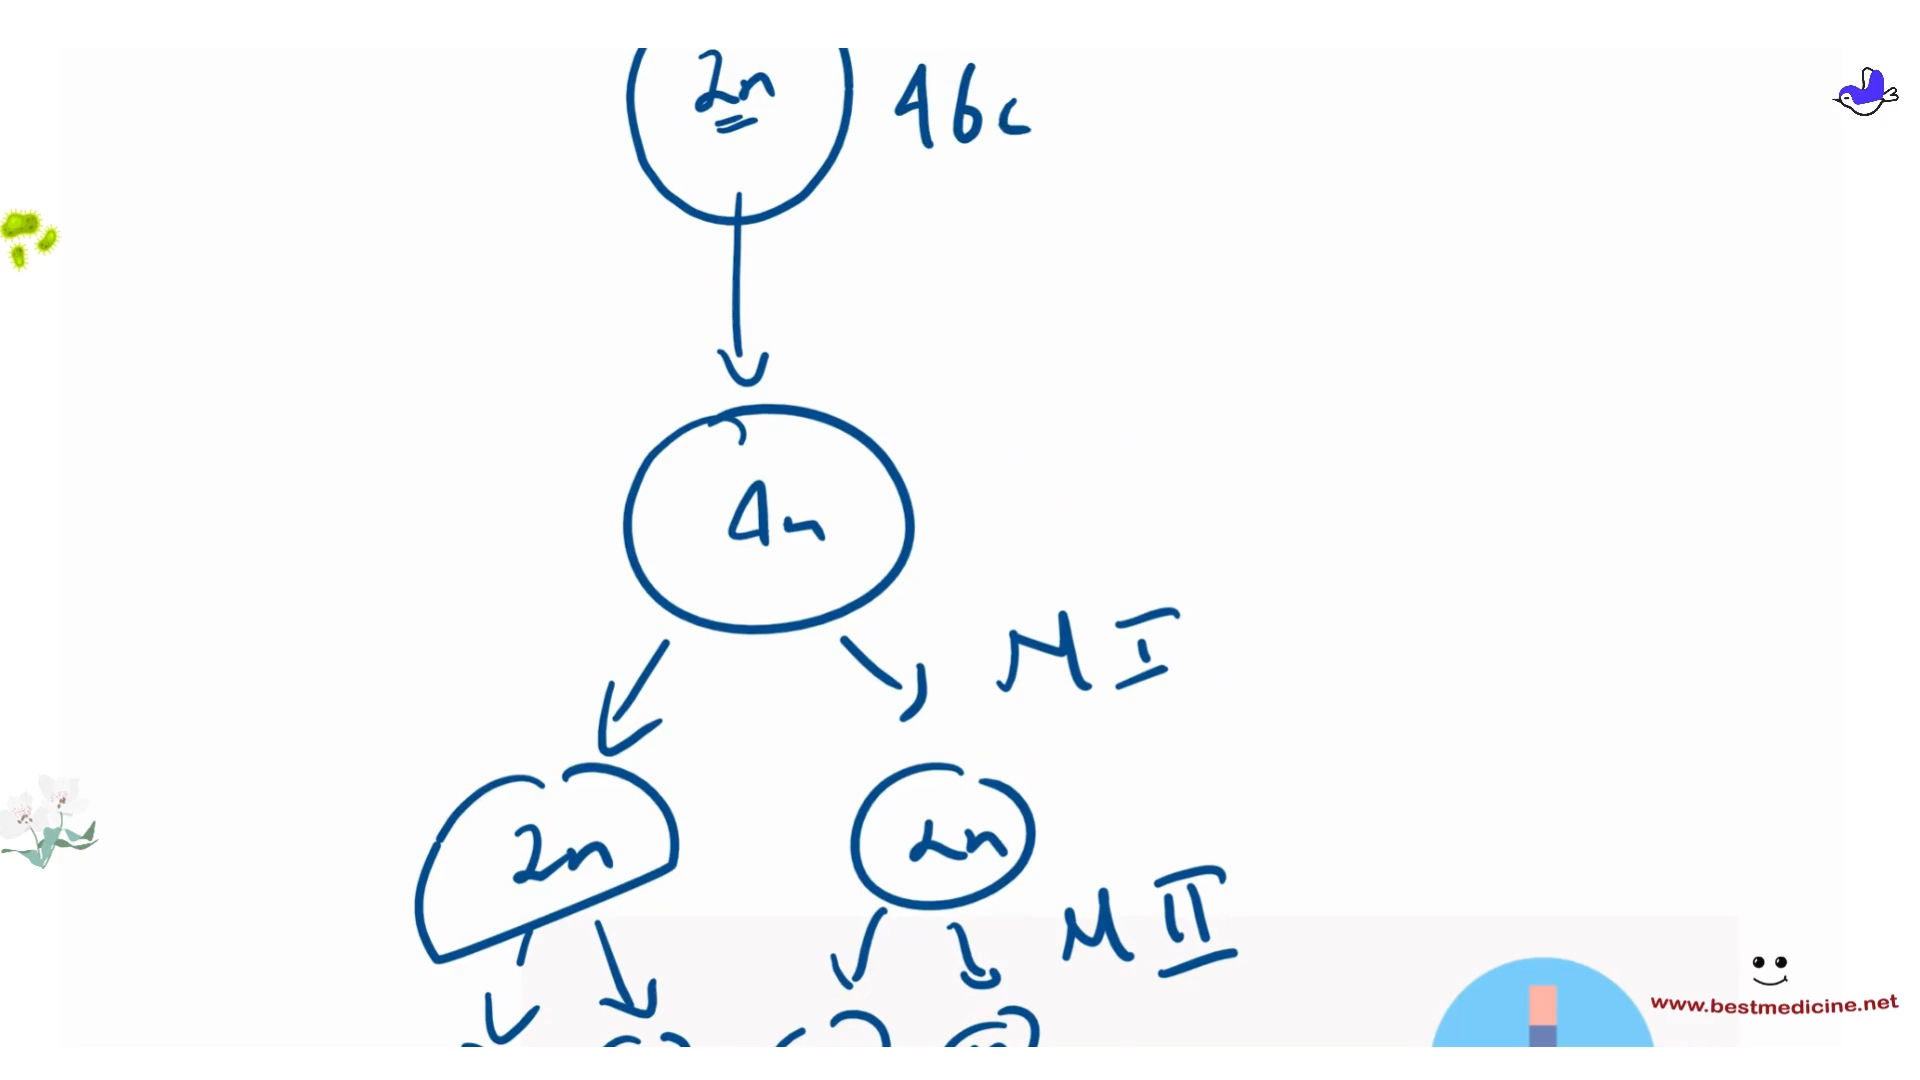 2n 46c
4n
M I
2n 2n
M II
www.bestmedicine.net